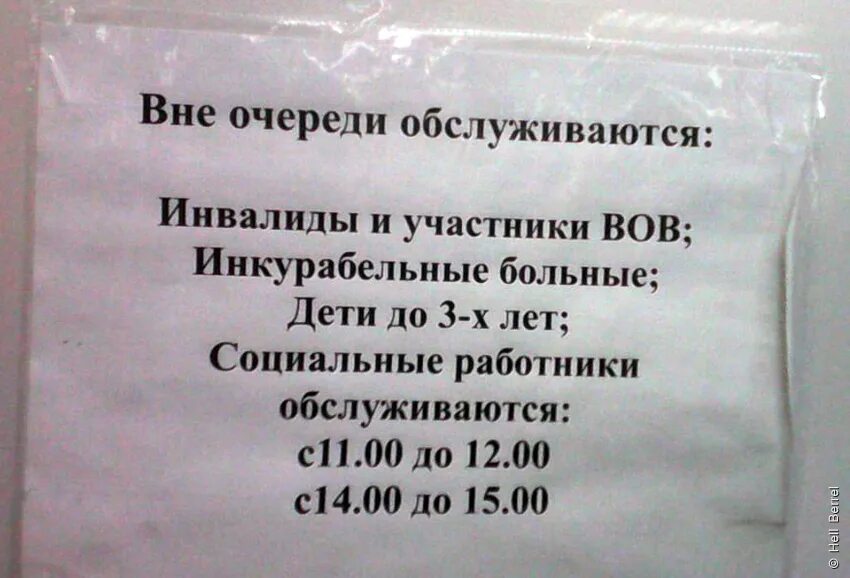 Вне очереди обслуживаются:
Инвалиды и участники ВОВ;
Инкурабельные больные;
Дети до 3-х лет;
Социальные работники
обслуживаются:
с11.00 до 12.00
с14.00 до 15.00
© Hell Berrel